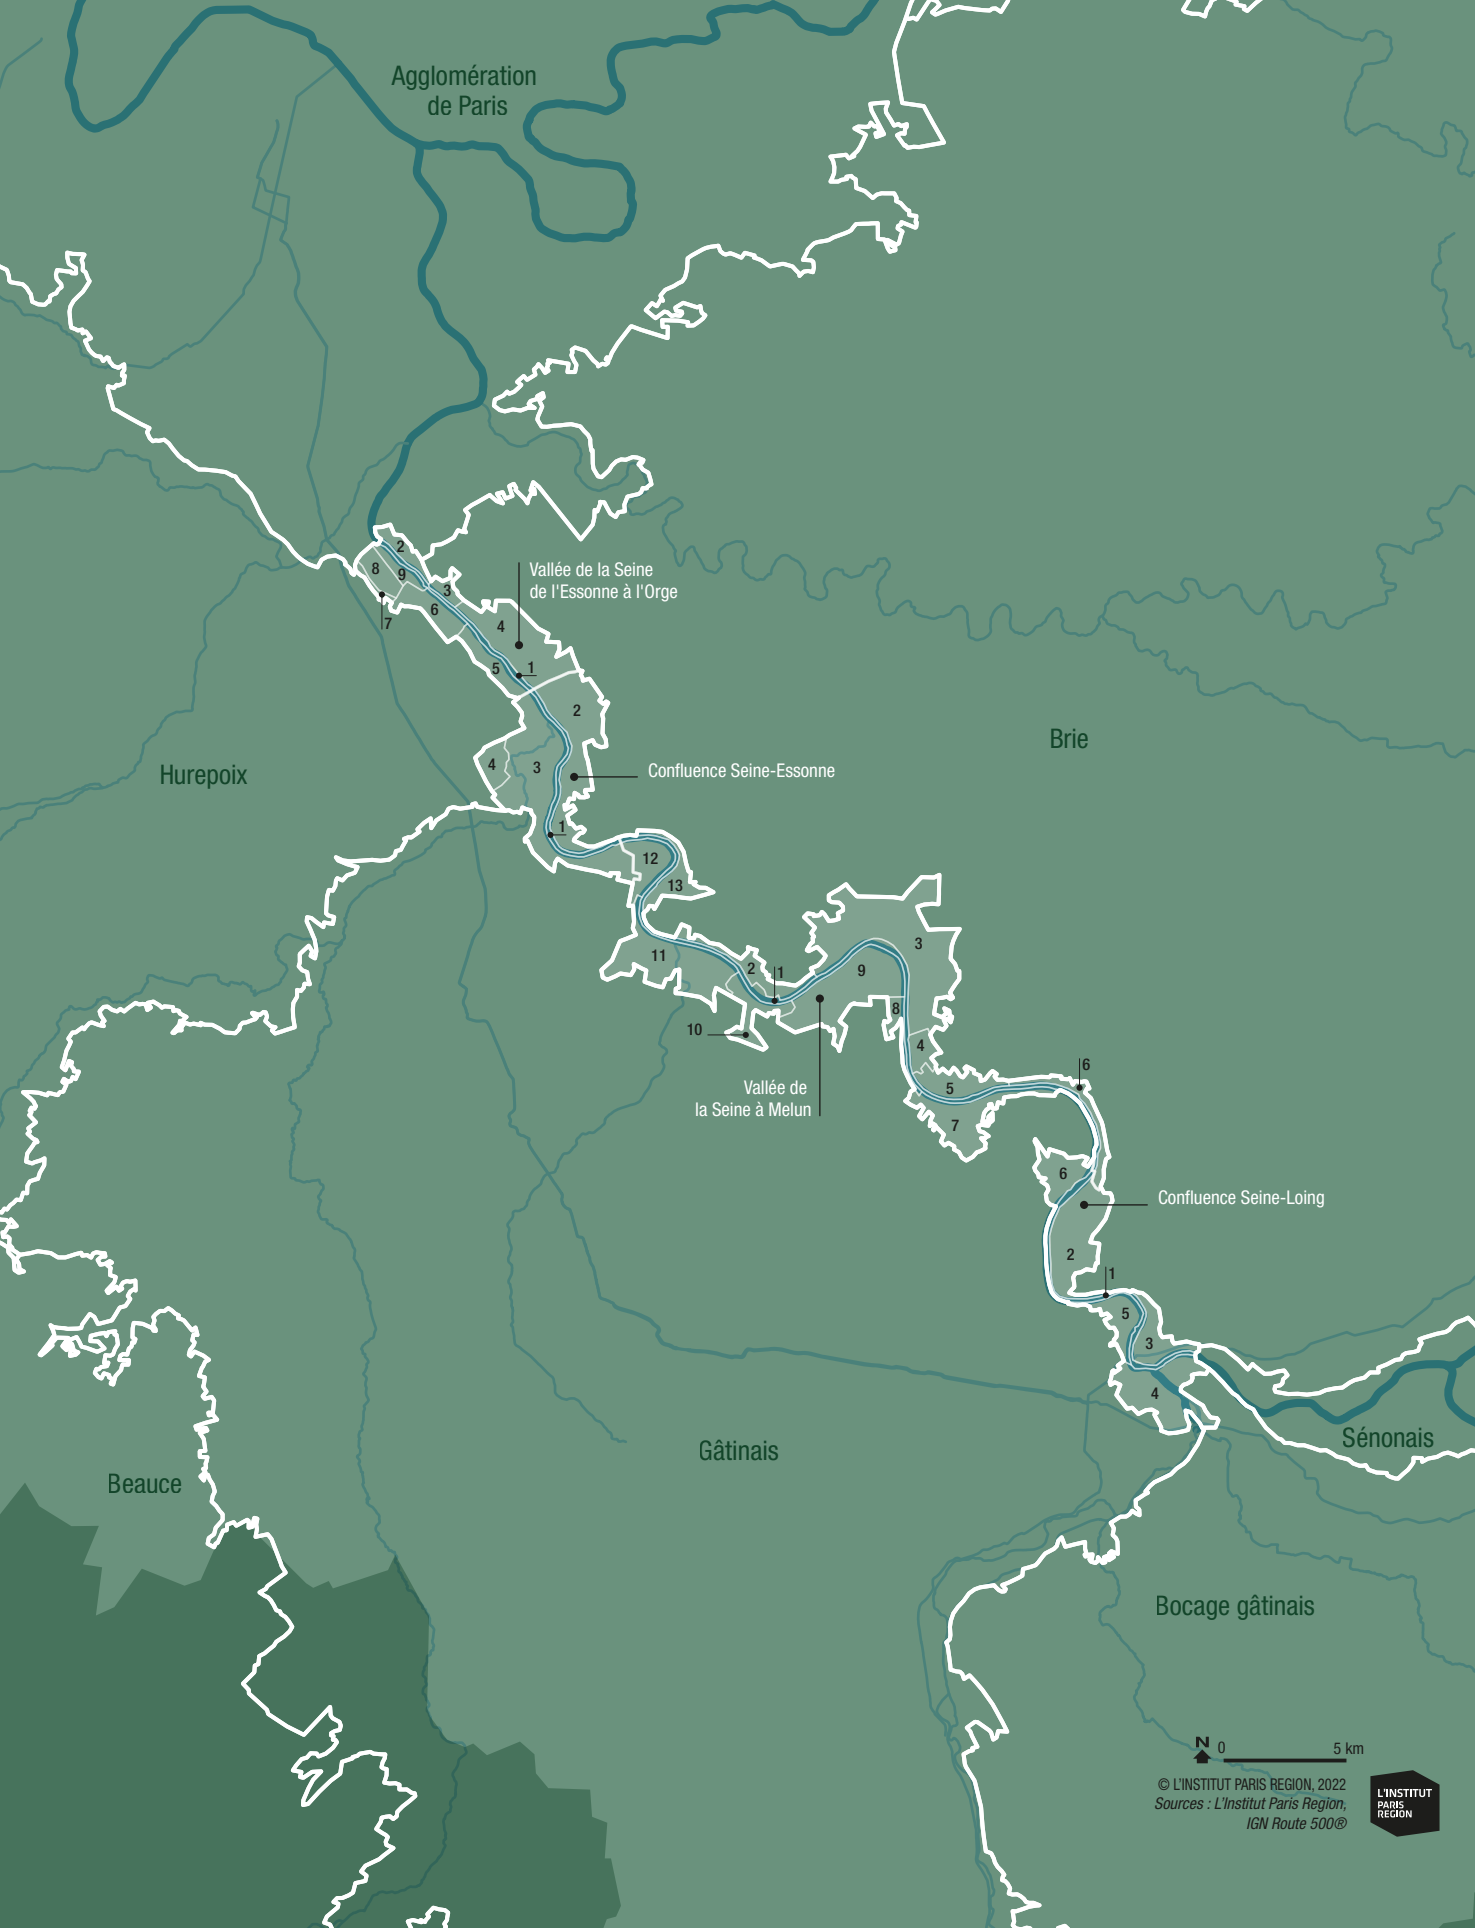 Agglomération
de Paris
2
8
9
3
7
6
4
Vallée de la Seine
de l'Essonne à l'Orge
5
1
2
4
3
Confluence Seine-Essonne
1
Hurepoix
Brie
12
13
11
2
1
9
3
8
10
4
5
7
6
Vallée de
la Seine à Melun
6
Confluence Seine-Loing
2
1
5
3
4
Sénonais
Gâtinais
Beauce
Bocage gâtinais
N 0 5 km
© L'INSTITUT PARIS REGION, 2022
Sources : L'Institut Paris Region,
IGN Route 500®
L'INSTITUT
PARIS
REGION